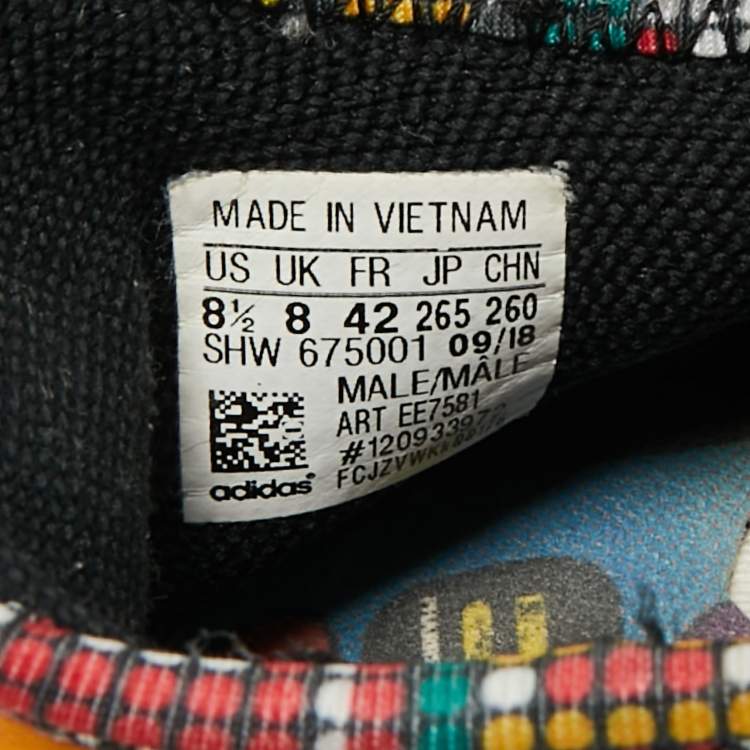 MADE IN VIETNAM
US UK FR JP CHN
8½ 8 42 265 260
SHW 675001 09/18
MALE/MÂLE
ART EE7581
adidas